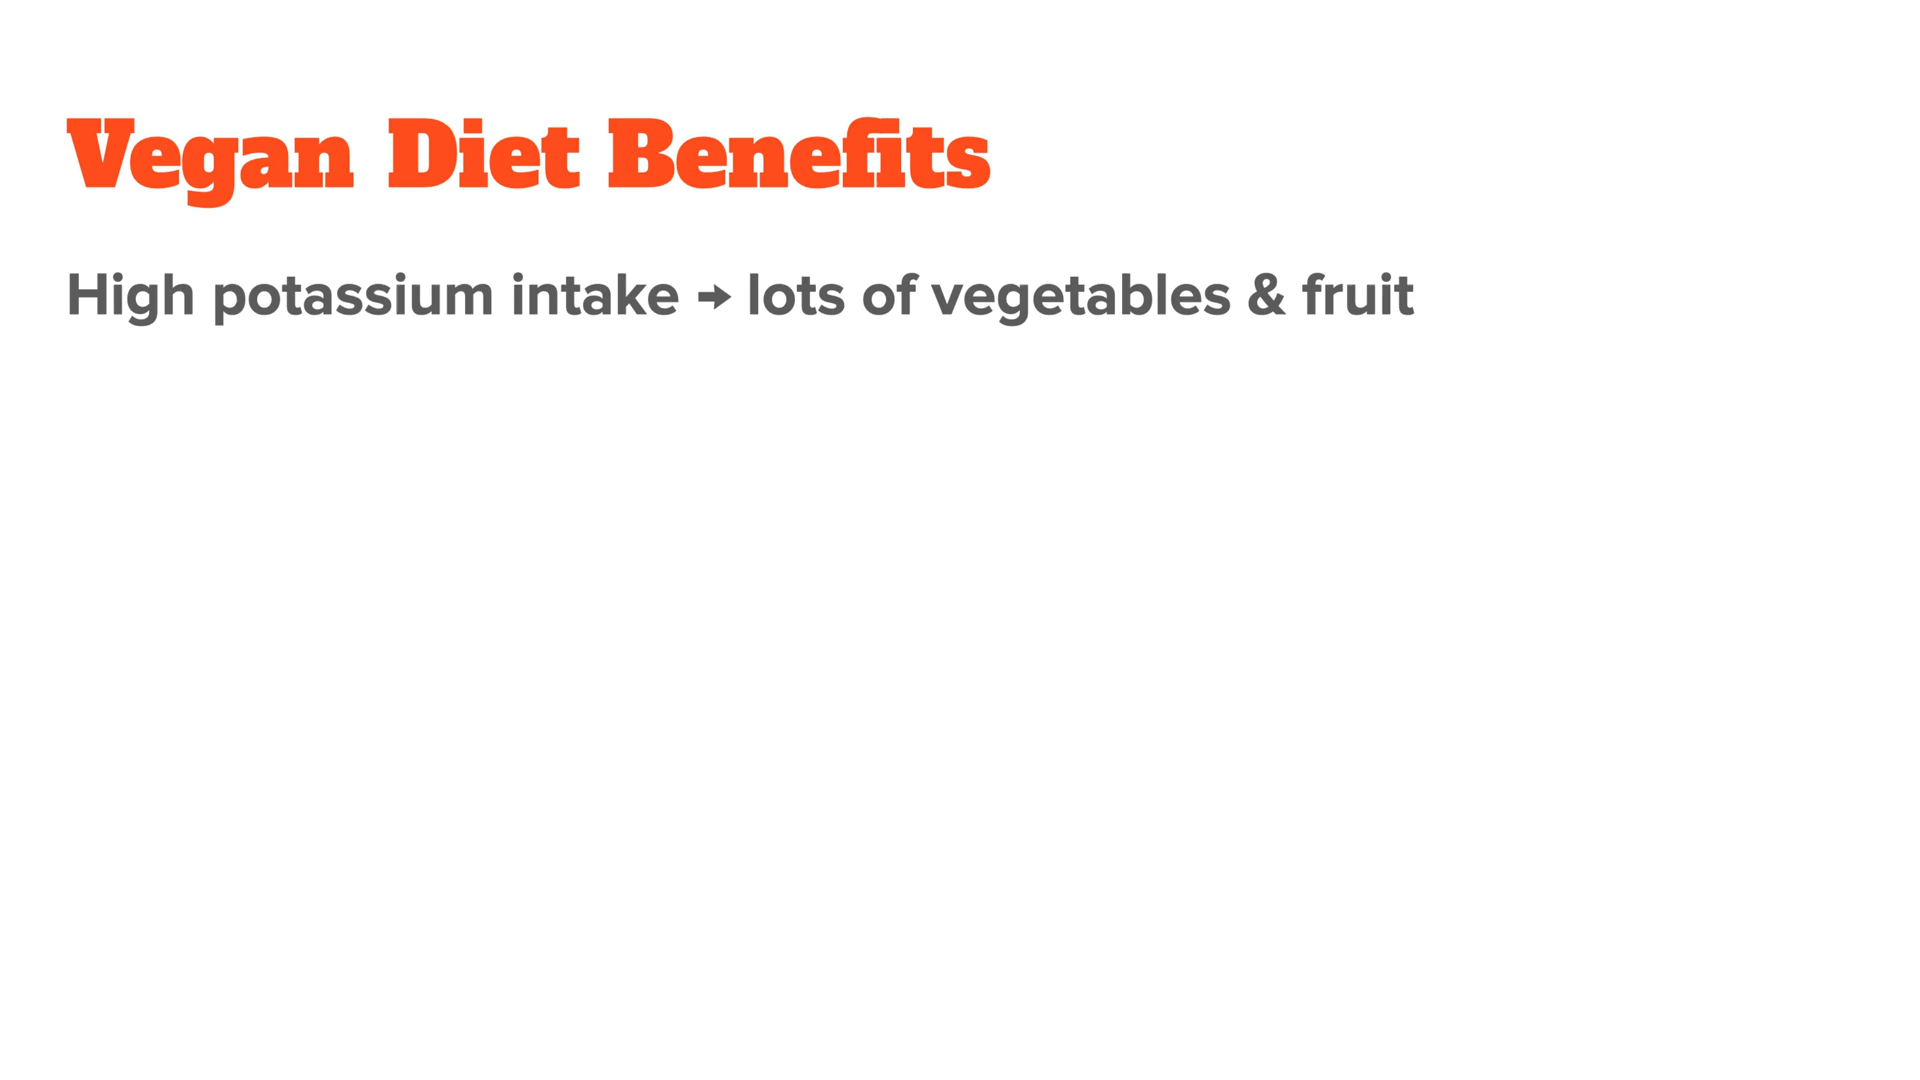 Vegan Diet Benefits
High potassium intake → lots of vegetables & fruit